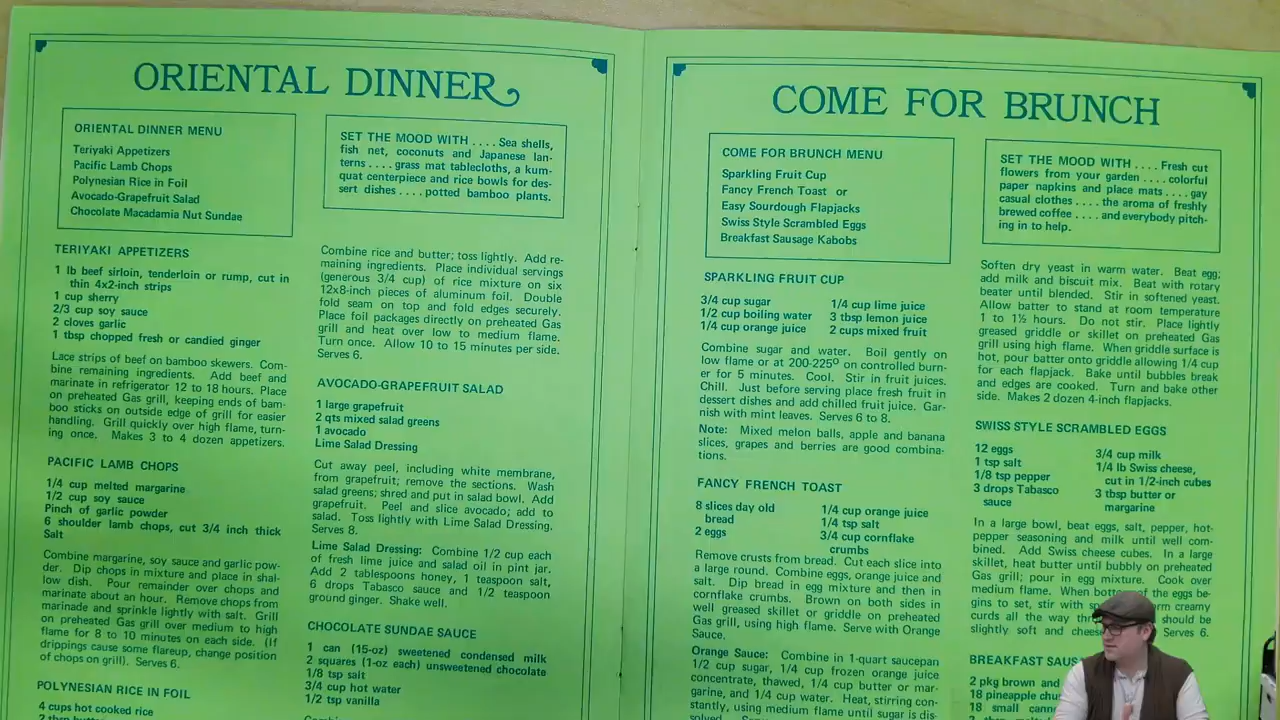 ORIENTAL DINNER
ORIENTAL DINNER MENU
Teriyaki Appetizers
Pacific Lamb Chops
Polynesian Rice in Foil
Avocado-Grapefruit Salad
Chocolate Macadamia Nut Sundae
SET THE MOOD WITH .... Sea shells,
fish net, coconuts and Japanese lan-
terns .... grass mat tablecloths, a kum-
quat centerpiece and rice bowls for des-
sert dishes .... potted bamboo plants.
TERIYAKI APPETIZERS
1 lb beef sirloin, tenderloin or rump, cut in
thin 4x2-inch strips
1 cup sherry
2/3 cup soy sauce
2 cloves garlic
1 tbsp chopped fresh or candied ginger
Lace strips of beef on bamboo skewers. Com-
bine remaining ingredients. Add beef and
marinate in refrigerator 12 to 18 hours. Place
on preheated Gas grill, keeping ends of bam-
boo sticks on outside edge of grill for easier
handling. Grill quickly over high flame, turn-
ing once. Makes 3 to 4 dozen appetizers.
PACIFIC LAMB CHOPS
1/4 cup melted margarine
1/2 cup soy sauce
Pinch of garlic powder
6 shoulder lamb chops, cut 3/4 inch thick
Salt
Combine margarine, soy sauce and garlic pow-
der. Dip chops in mixture and place in shal-
low dish. Pour remainder over chops and
marinate about an hour. Remove chops from
marinade and sprinkle lightly with salt. Grill
on preheated Gas grill over medium to high
flame for 8 to 10 minutes on each side. (If
drippings cause some flareup, change position
of chops on grill). Serves 6.
POLYNESIAN RICE IN FOIL
4 cups hot cooked rice
Combine rice and butter; toss lightly. Add re-
maining ingredients. Place individual servings
(generous 3/4 cup) of rice mixture on six
12x8-inch pieces of aluminum foil. Double
fold seam on top and fold edges securely.
Place foil packages directly on preheated Gas
grill and heat over low to medium flame.
Turn once. Allow 10 to 15 minutes per side.
Serves 6.
AVOCADO-GRAPEFRUIT SALAD
1 large grapefruit
2 qts mixed salad greens
1 avocado
Lime Salad Dressing
Cut away peel, including white membrane,
from grapefruit; remove the sections. Wash
salad greens; shred and put in salad bowl. Add
grapefruit. Peel and slice avocado; add to
salad. Toss lightly with Lime Salad Dressing.
Serves 8.
Lime Salad Dressing: Combine 1/2 cup each
of fresh lime juice and salad oil in pint jar.
Add 2 tablespoons honey, 1 teaspoon salt,
6 drops Tabasco sauce and 1/2 teaspoon
ground ginger. Shake well.
CHOCOLATE SUNDAE SAUCE
1 can (15-oz) sweetened condensed milk
2 squares (1-oz each) unsweetened chocolate
1/8 tsp salt
3/4 cup hot water
1/2 tsp vanilla
COME FOR BRUNCH
COME FOR BRUNCH MENU
Sparkling Fruit Cup
Fancy French Toast or
Easy Sourdough Flapjacks
Swiss Style Scrambled Eggs
Breakfast Sausage Kabobs
SET THE MOOD WITH .... Fresh cut
flowers from your garden .... colorful
paper napkins and place mats .... gay
casual clothes .... the aroma of freshly
brewed coffee .... and everybody pitch-
ing in to help.
SPARKLING FRUIT CUP
3/4 cup sugar
1/2 cup boiling water
1/4 cup orange juice
1/4 cup lime juice
3 tbsp lemon juice
2 cups mixed fruit
Combine sugar and water. Boil gently on
low flame or at 200-225º on controlled burn-
er for 5 minutes. Cool. Stir in fruit juices.
Chill. Just before serving place fresh fruit in
dessert dishes and add chilled fruit juice. Gar-
nish with mint leaves. Serves 6 to 8.
Note: Mixed melon balls, apple and banana
slices, grapes and berries are good combina-
tions.
FANCY FRENCH TOAST
8 slices day old
bread
2 eggs
1/4 cup orange juice
1/4 tsp salt
3/4 cup cornflake
crumbs
Remove crusts from bread. Cut each slice into
a large round. Combine eggs, orange juice and
salt. Dip bread in egg mixture and then in
cornflake crumbs. Brown on both sides in
well greased skillet or griddle on preheated
Gas grill, using high flame. Serve with Orange
Sauce.
Orange Sauce: Combine in 1-quart saucepan
1/2 cup sugar, 1/4 cup frozen orange juice
concentrate, thawed, 1/4 cup butter or mar-
garine, and 1/4 cup water. Heat, stirring con-
stantly, using medium flame until sugar is dis-
solved.
Soften dry yeast in warm water. Beat egg;
add milk and biscuit mix. Beat with rotary
beater until blended. Stir in softened yeast.
Allow batter to stand at room temperature
1 to 1½ hours. Do not stir. Place lightly
greased griddle or skillet on preheated Gas
grill using high flame. When griddle surface is
hot, pour batter onto griddle allowing 1/4 cup
for each flapjack. Bake until bubbles break
and edges are cooked. Turn and bake other
side. Makes 2 dozen 4-inch flapjacks.
SWISS STYLE SCRAMBLED EGGS
12 eggs
1 tsp salt
1/8 tsp pepper
3 drops Tabasco
sauce
3/4 cup milk
1/4 lb Swiss cheese,
cut in 1/2-inch cubes
3 tbsp butter or
margarine
In a large bowl, beat eggs, salt, pepper, hot-
pepper seasoning and milk until well com-
bined. Add Swiss cheese cubes. In a large
skillet, heat butter until bubbly on preheated
Gas grill; pour in egg mixture. Cook over
medium flame. When bottom of the eggs be-
gins to set, stir with creamy
curds all the way should be
slightly soft and cheese Serves 6.
BREAKFAST
2 pkg brown and
18 pineapple
18 small